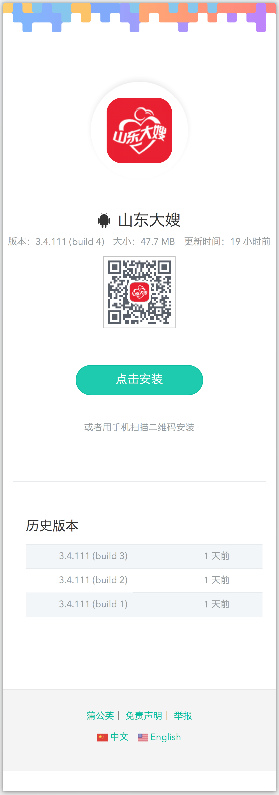 山东大嫂
山东大嫂
版本：3.4.111 (build 4) 大小：47.7 MB 更新时间：19 小时前
点击安装
或者用手机扫描二维码安装
历史版本
3.4.111 (build 3) 1 天前
3.4.111 (build 2) 1 天前
3.4.111 (build 1) 1 天前
蒲公英 | 免责声明 | 举报
中文 English